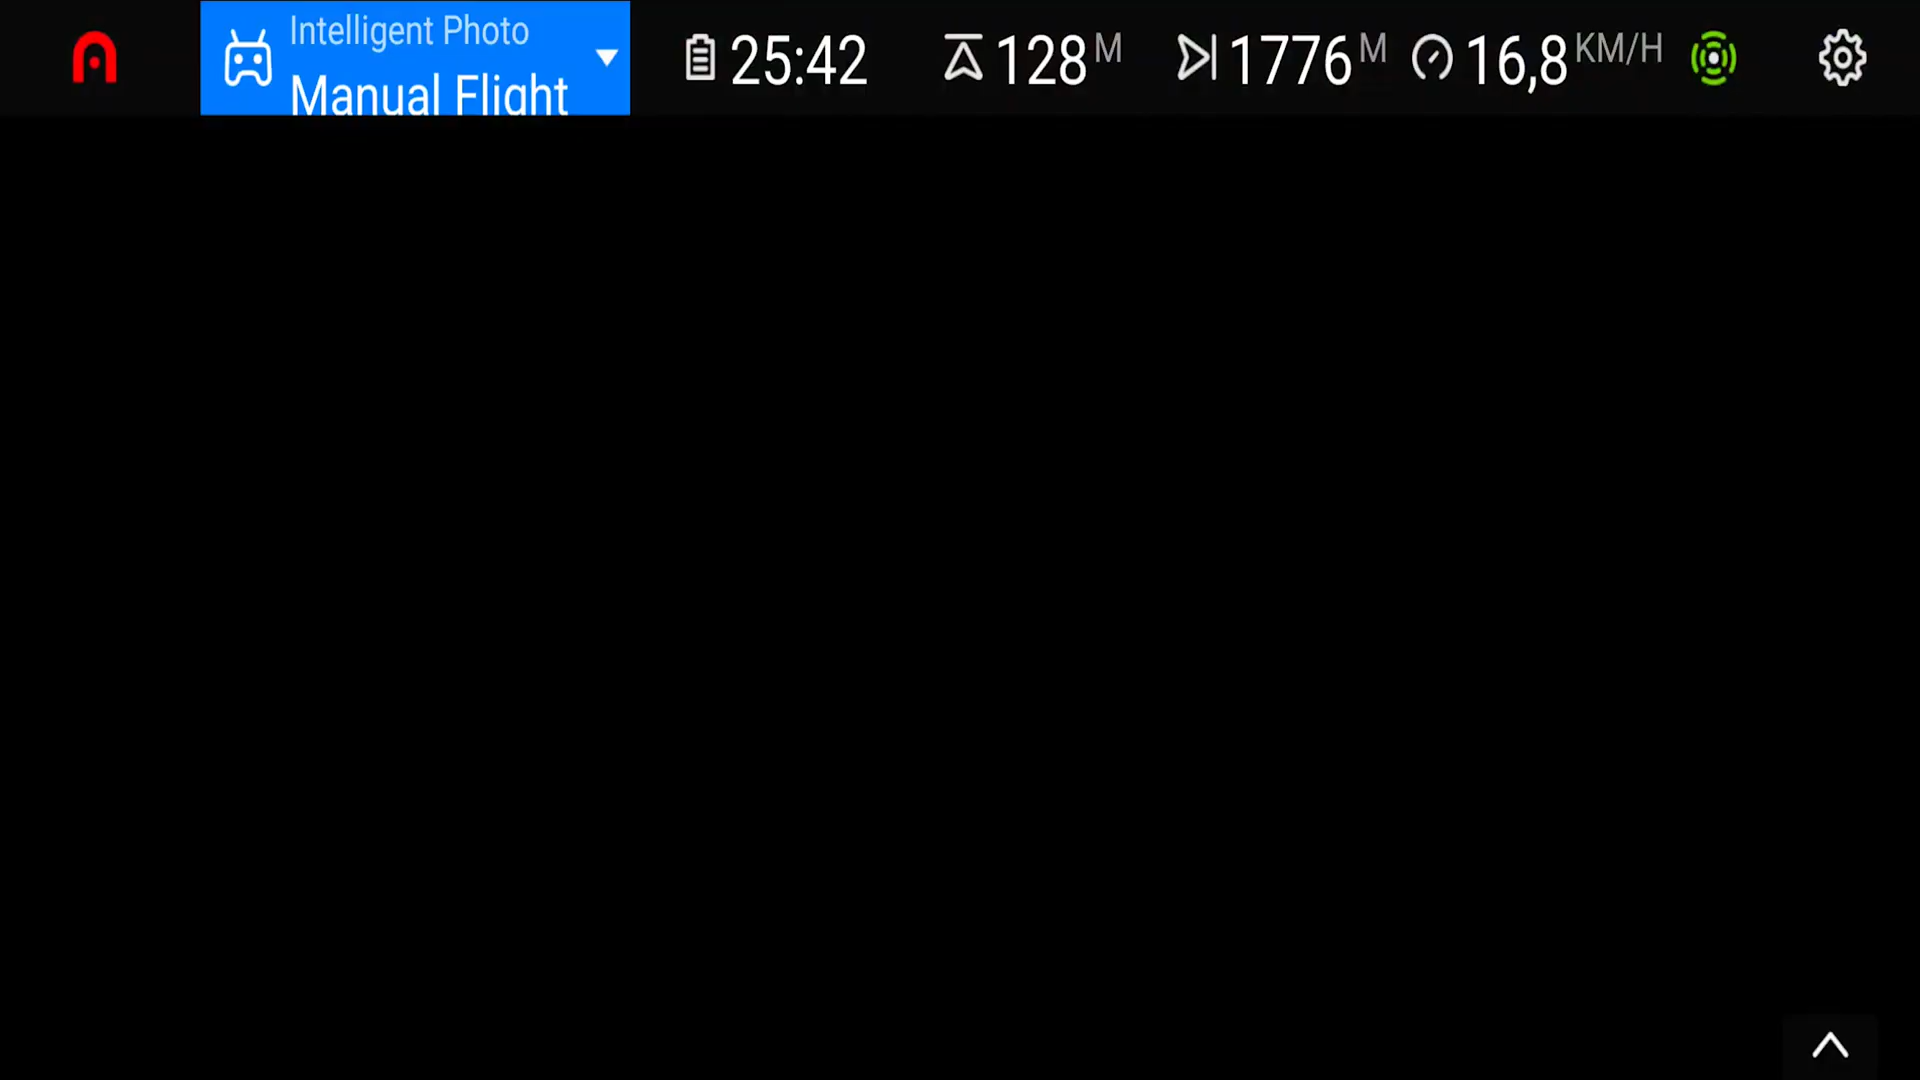 Intelligent Photo
Manual Flight
25:42
128 M
1776 M
16,8 KM/H